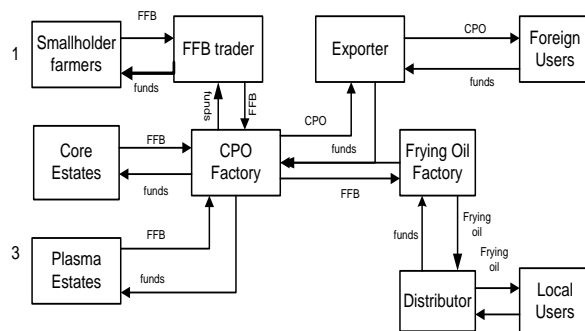 FFB
CPO
1
Smallholder
farmers
FFB trader
Exporter
Foreign
Users
funds
funds
funds
FFB
CPO
FFB
Core
Estates
CPO
Factory
funds
Frying Oil
Factory
funds
FFB
3
FFB
Plasma
Estates
funds
funds
Frying
oil
Frying
oil
Distributor
Local
Users